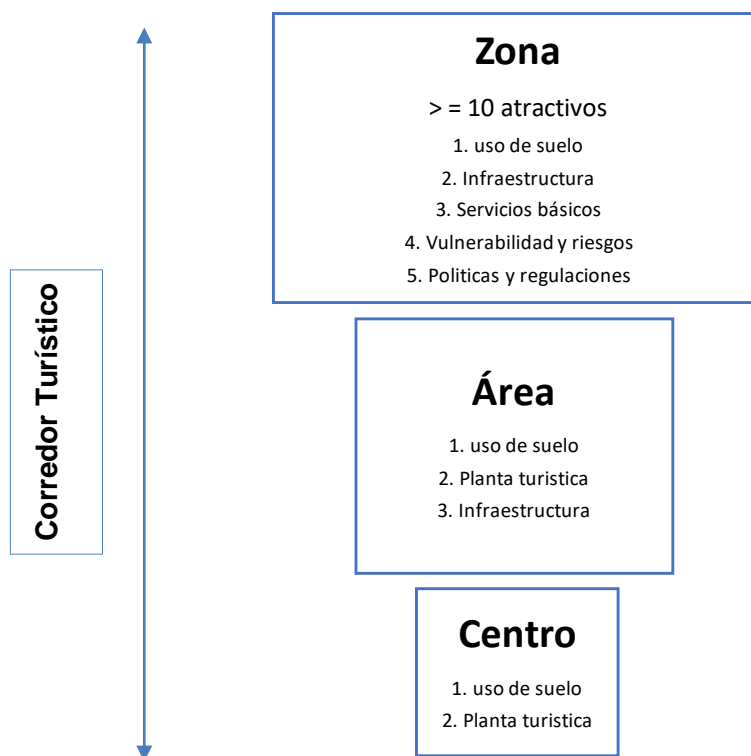 Zona
> = 10 atractivos
1. uso de suelo
2. Infraestructura
3. Servicios básicos
4. Vulnerabilidad y riesgos
5. Politicas y regulaciones
Corredor Turístico
Área
1. uso de suelo
2. Planta turistica
3. Infraestructura
Centro
1. uso de suelo
2. Planta turistica